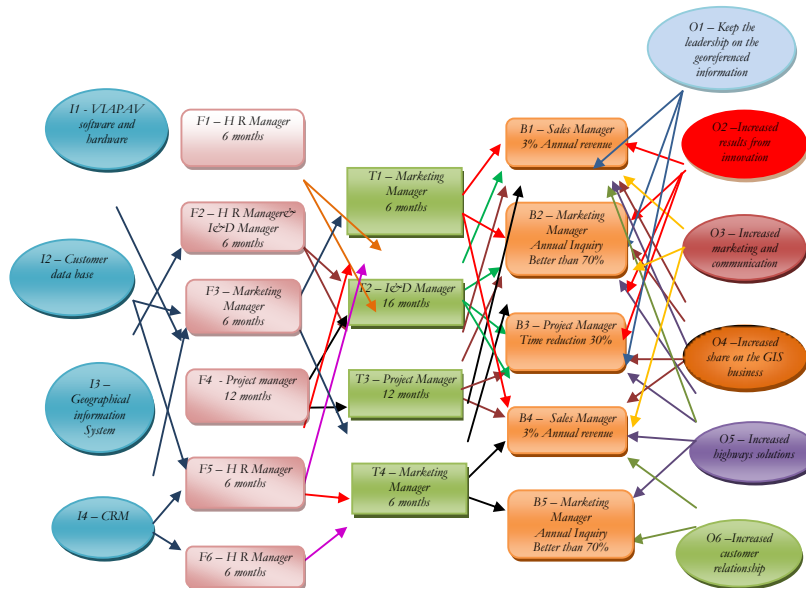 I1 - VIAPAV
software and
hardware
I2 – Customer
data base
I3 –
Geographical
information
System
I4 – CRM
F1 – H R Manager
6 months
F2 – H R Manager&
I&D Manager
6 months
F3 – Marketing
Manager
6 months
F4 - Project manager
12 months
F5 – H R Manager
6 months
F6 – H R Manager
6 months
T1 – Marketing
Manager
6 months
T2 – I&D Manager
16 months
T3 – Project Manager
12 months
T4 – Marketing
Manager
6 months
B1 – Sales Manager
3% Annual revenue
B2 – Marketing
Manager
Annual Inquiry
Better than 70%
B3 – Project Manager
Time reduction 30%
B4 – Sales Manager
3% Annual revenue
B5 – Marketing
Manager
Annual Inquiry
Better than 70%
O1 – Keep the
leadership on the
georeferenced
information
O2 –Increased
results from
innovation
O3 – Increased
marketing and
communication
O4 –Increased
share on the GIS
business
O5 – Increased
highways solutions
O6 –Increased
customer
relationship